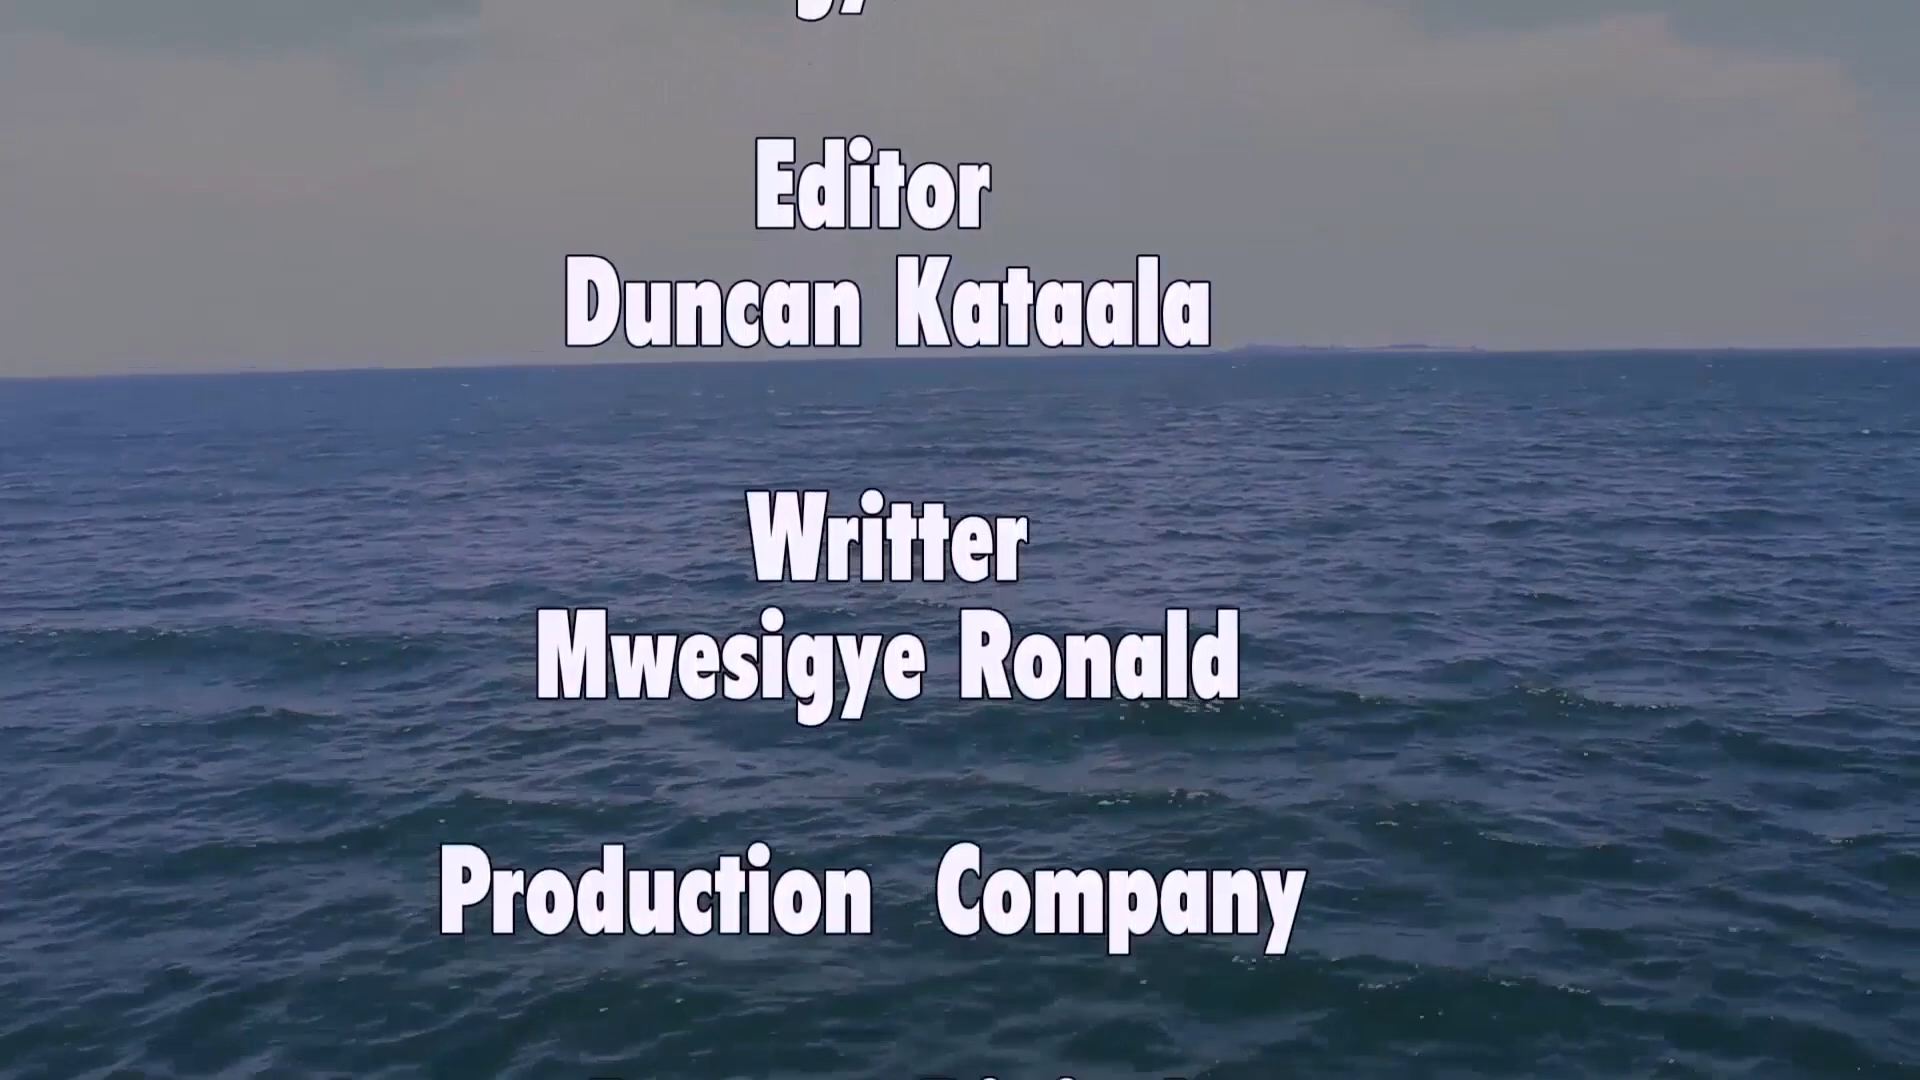 Editor
Duncan Kataala
Writter
Mwesigye Ronald
Production Company